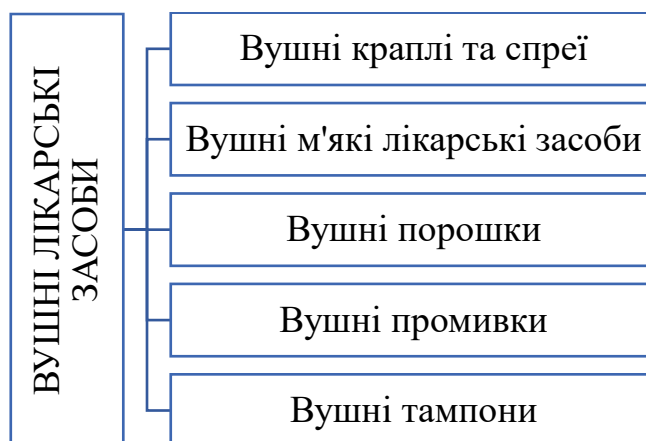 ВУШНІ ЛІКАРСЬКІ
ЗАСОБИ
Вушні краплі та спреї
Вушні м'які лікарські засоби
Вушні порошки
Вушні промивки
Вушні тампони